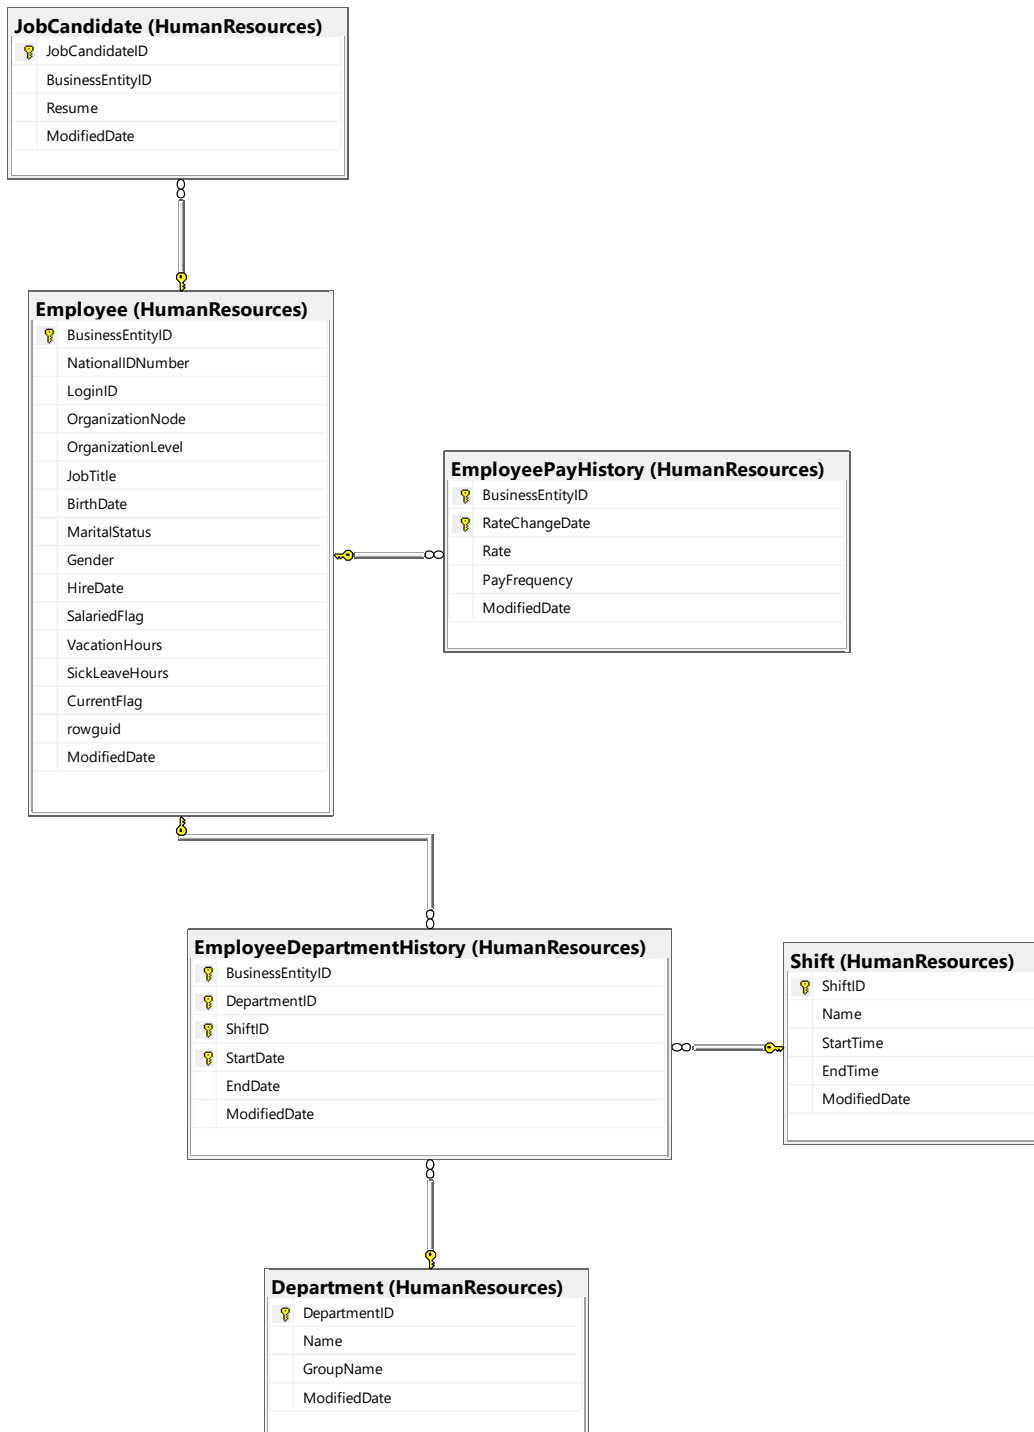 JobCandidate (HumanResources)
JobCandidateID
BusinessEntityID
Resume
ModifiedDate
Employee (HumanResources)
BusinessEntityID
NationalIDNumber
LoginID
OrganizationNode
OrganizationLevel
JobTitle
BirthDate
MaritalStatus
Gender
HireDate
SalariedFlag
VacationHours
SickLeaveHours
CurrentFlag
rowguid
ModifiedDate
EmployeePayHistory (HumanResources)
BusinessEntityID
RateChangeDate
Rate
PayFrequency
ModifiedDate
EmployeeDepartmentHistory (HumanResources)
BusinessEntityID
DepartmentID
ShiftID
StartDate
EndDate
ModifiedDate
Shift (HumanResources)
ShiftID
Name
StartTime
EndTime
ModifiedDate
Department (HumanResources)
DepartmentID
Name
GroupName
ModifiedDate